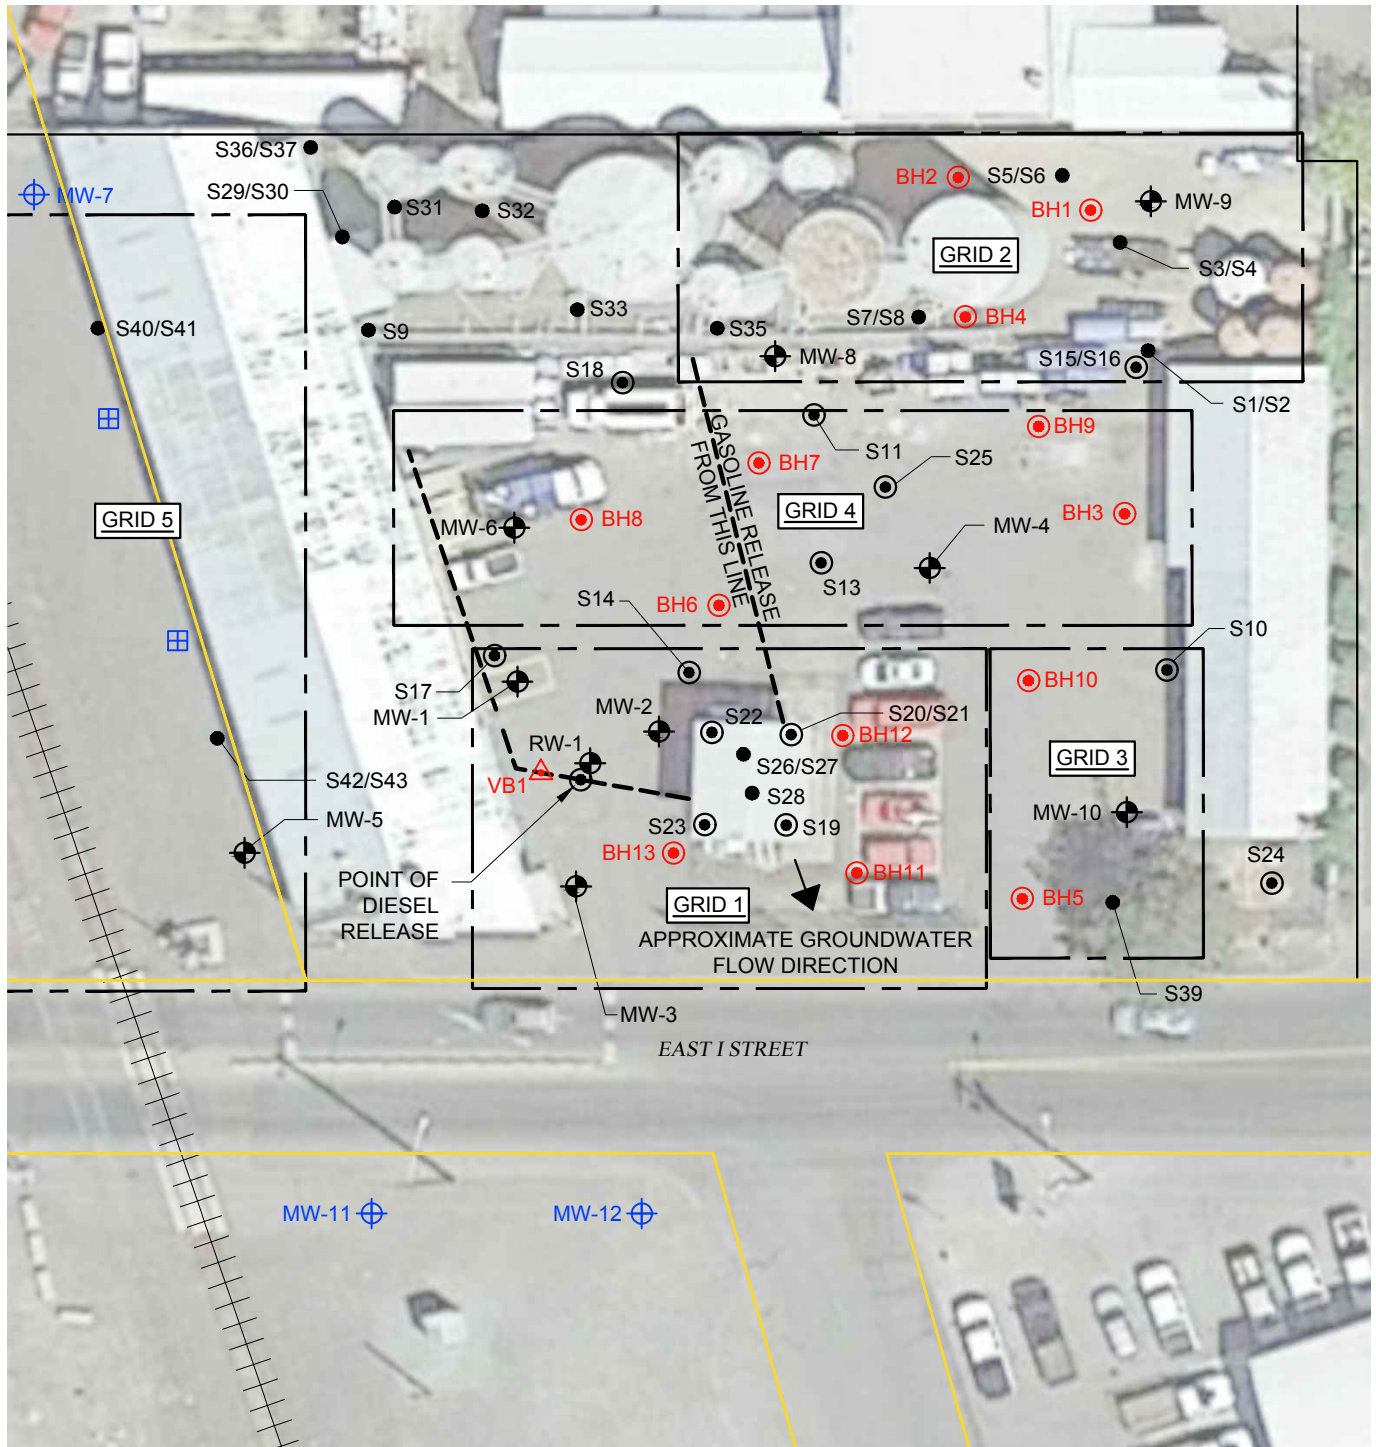 S36/S37
S29/S30
MW-7
S31
S32
BH2
S5/S6
BH1
MW-9
GRID 2
S3/S4
S40/S41
S9
S33
S35
S7/S8
BH4
MW-8
S18
S15/S16
S1/S2
GASOLINE RELEASE
FROM THIS LINE
S11
BH9
BH7
S25
GRID 5
MW-6
BH8
GRID 4
MW-4
BH3
S13
S14
BH6
S10
S17
MW-1
BH10
MW-2
S22
S20/S21
BH12
RW-1
VB1
S26/S27
GRID 3
S42/S43
S28
MW-5
S23
S19
MW-10
BH13
S24
BH11
POINT OF
DIESEL
RELEASE
GRID 1
BH5
APPROXIMATE GROUNDWATER
FLOW DIRECTION
S39
MW-3
EAST I STREET
MW-11
MW-12